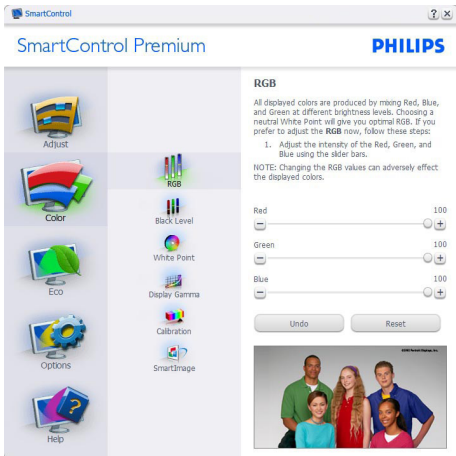 SmartControl
SmartControl Premium
PHILIPS
Adjust
Color
Eco
Options
Help
RGB
Black Level
White Point
Display Gamma
Calibration
SmartImage
RGB
All displayed colors are produced by mixing Red, Blue,
and Green at different brightness levels. Choosing a
neutral White Point will give you optimal RGB. If you
prefer to adjust the RGB now, follow these steps:
1. Adjust the intensity of the Red, Green, and
Blue using the slider bars.
NOTE: Changing the RGB values can adversely effect
the displayed colors.
Red 100
Green 100
Blue 100
Undo Reset